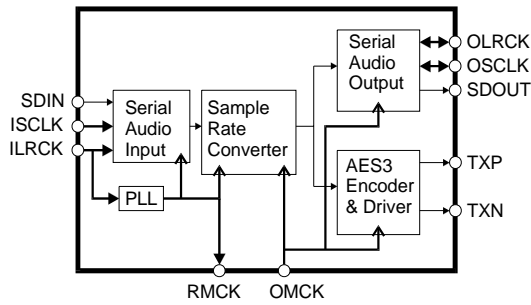 SDIN
ISCLK
ILRCK
Serial
Audio
Input
PLL
Sample
Rate
Converter
Serial
Audio
Output
AES3
Encoder
& Driver
OLRCK
OSCLK
SDOUT
TXP
TXN
RMCK
OMCK